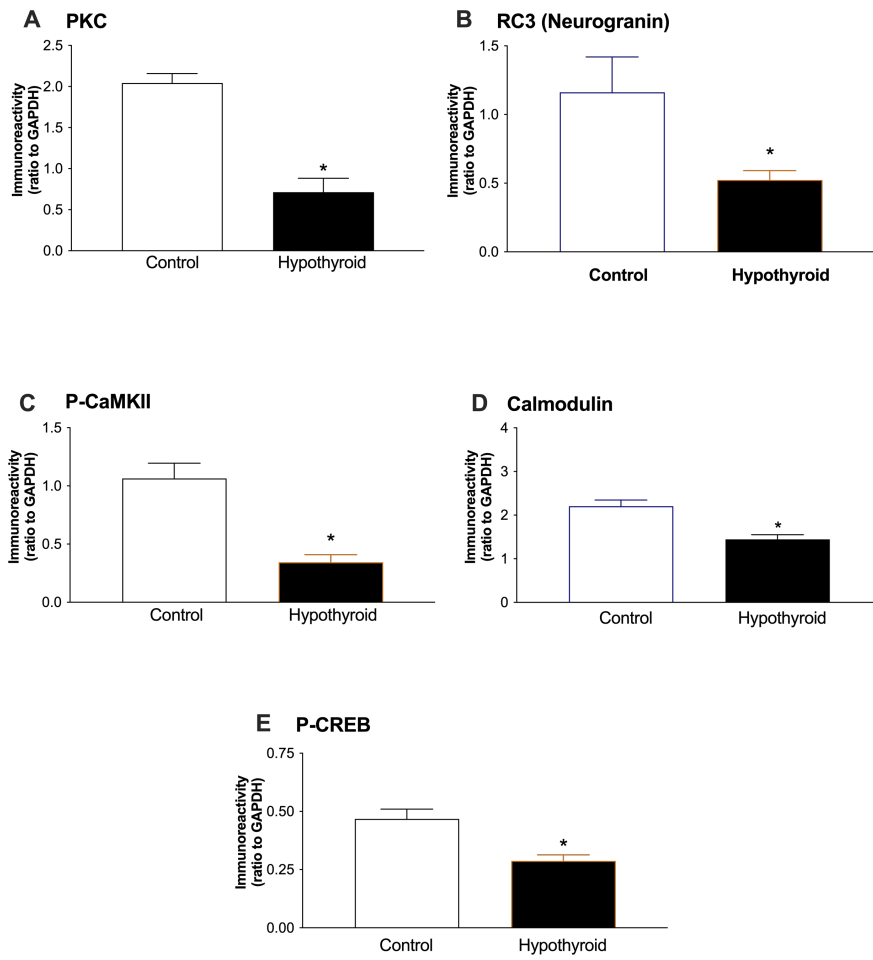 A PKC
Immunoreactivity
(ratio to GAPDH)
2.5
2.0
1.5
1.0
0.5
0.0
*
Control Hypothyroid
B RC3 (Neurogranin)
Immunoreactivity
(ratio to GAPDH)
1.5
1.0
0.5
0.0
*
Control Hypothyroid
C P-CaMKII
Immunoreactivity
(ratio to GAPDH)
1.5
1.0
0.5
0.0
*
Control Hypothyroid
D Calmodulin
Immunoreactivity
(ratio to GAPDH)
4
3
2
1
0
*
Control Hypothyroid
E P-CREB
Immunoreactivity
(ratio to GAPDH)
0.75
0.50
0.25
0.00
*
Control Hypothyroid